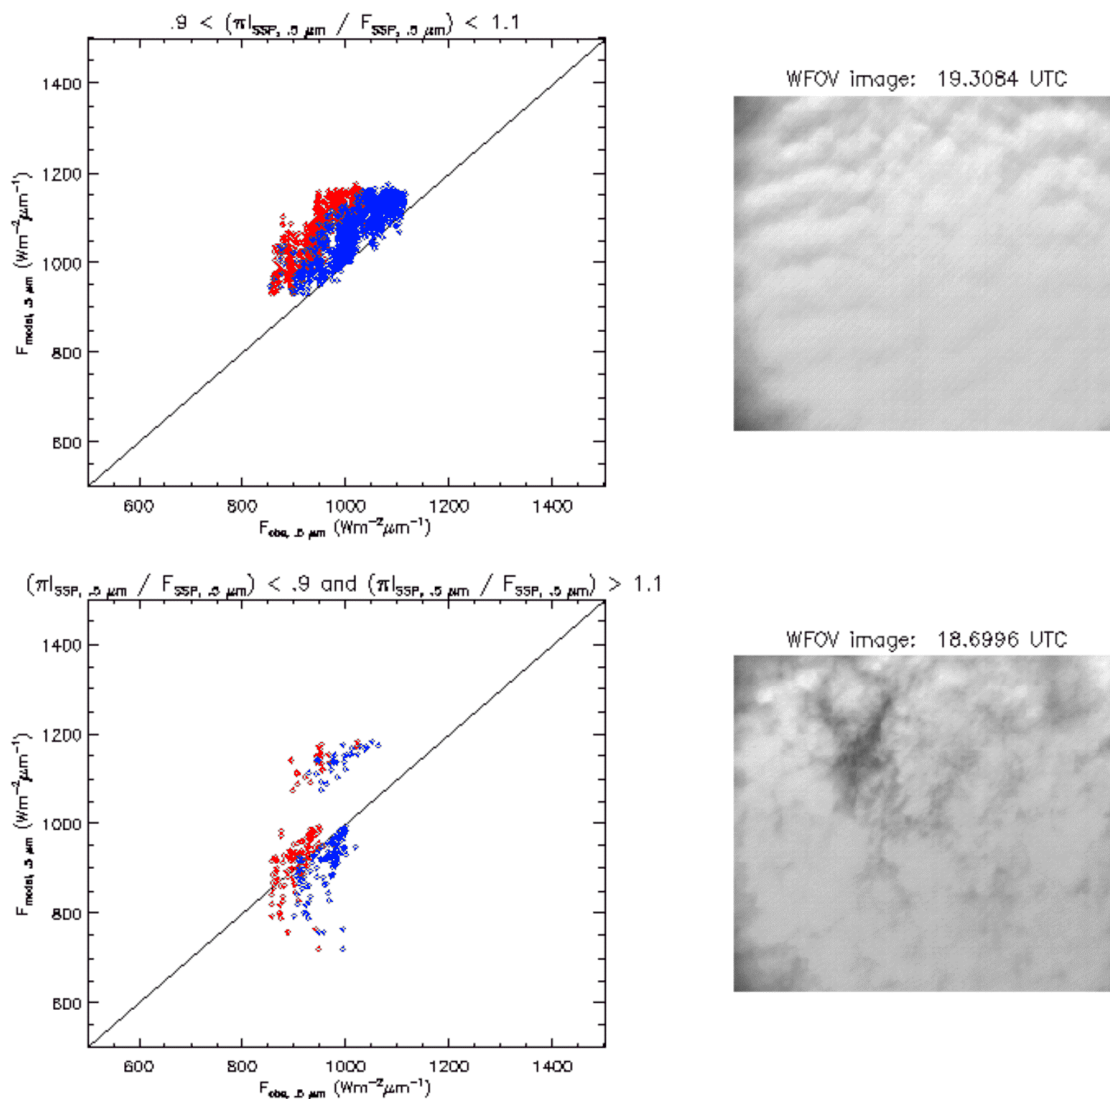 .9 < (πI_SSP, .5 μm / F_SSP, .5 μm) < 1.1
WFOV image: 19.3084 UTC
1400
1200
1000
800
600
F_model, .5 μm (Wm⁻²μm⁻¹)
600 800 1000 1200 1400
F_obs, .5 μm (Wm⁻²μm⁻¹)
(πI_SSP, .5 μm / F_SSP, .5 μm) < .9 and (πI_SSP, .5 μm / F_SSP, .5 μm) > 1.1
WFOV image: 18.6996 UTC
1400
1200
1000
800
600
F_model, .5 μm (Wm⁻²μm⁻¹)
600 800 1000 1200 1400
F_obs, .5 μm (Wm⁻²μm⁻¹)